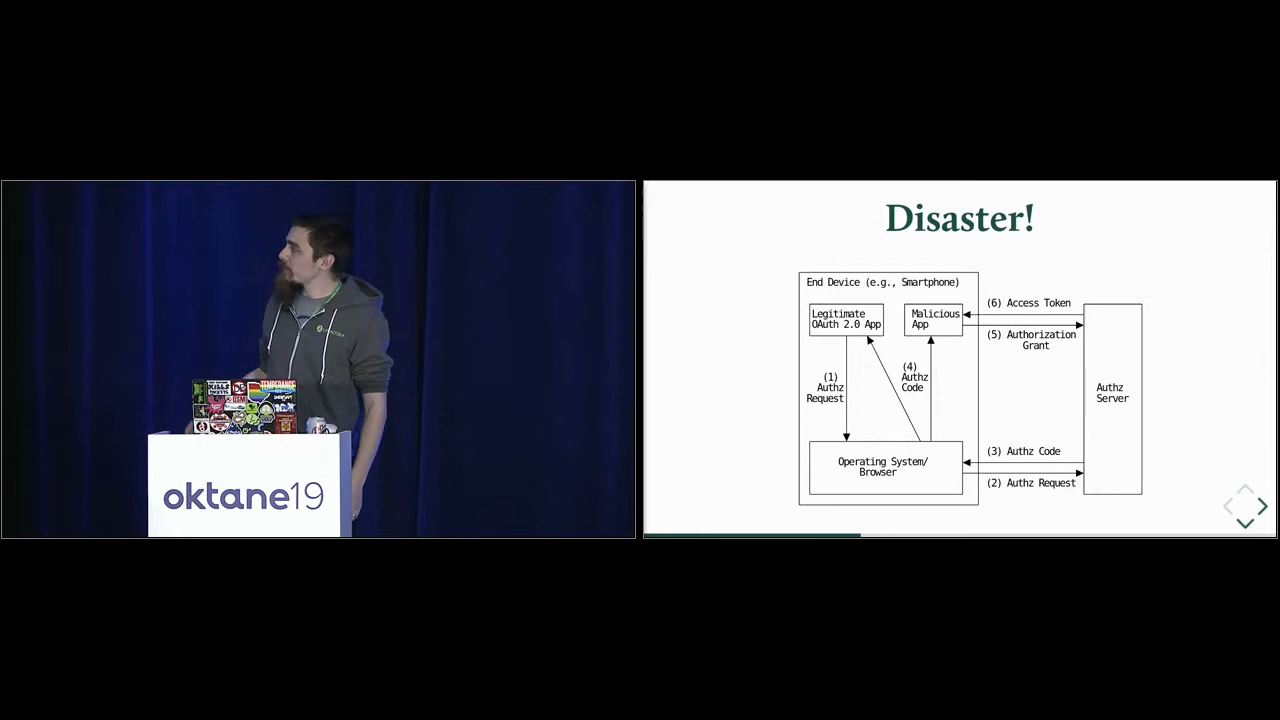 Disaster!
End Device (e.g., Smartphone)
Legitimate
OAuth 2.0 App
Malicious
App
(6) Access Token
(5) Authorization
Grant
(1)
Authz
Request
(4)
Authz
Code
Authz
Server
Operating System/
Browser
(3) Authz Code
(2) Authz Request
TEMPERANCE
oktane19